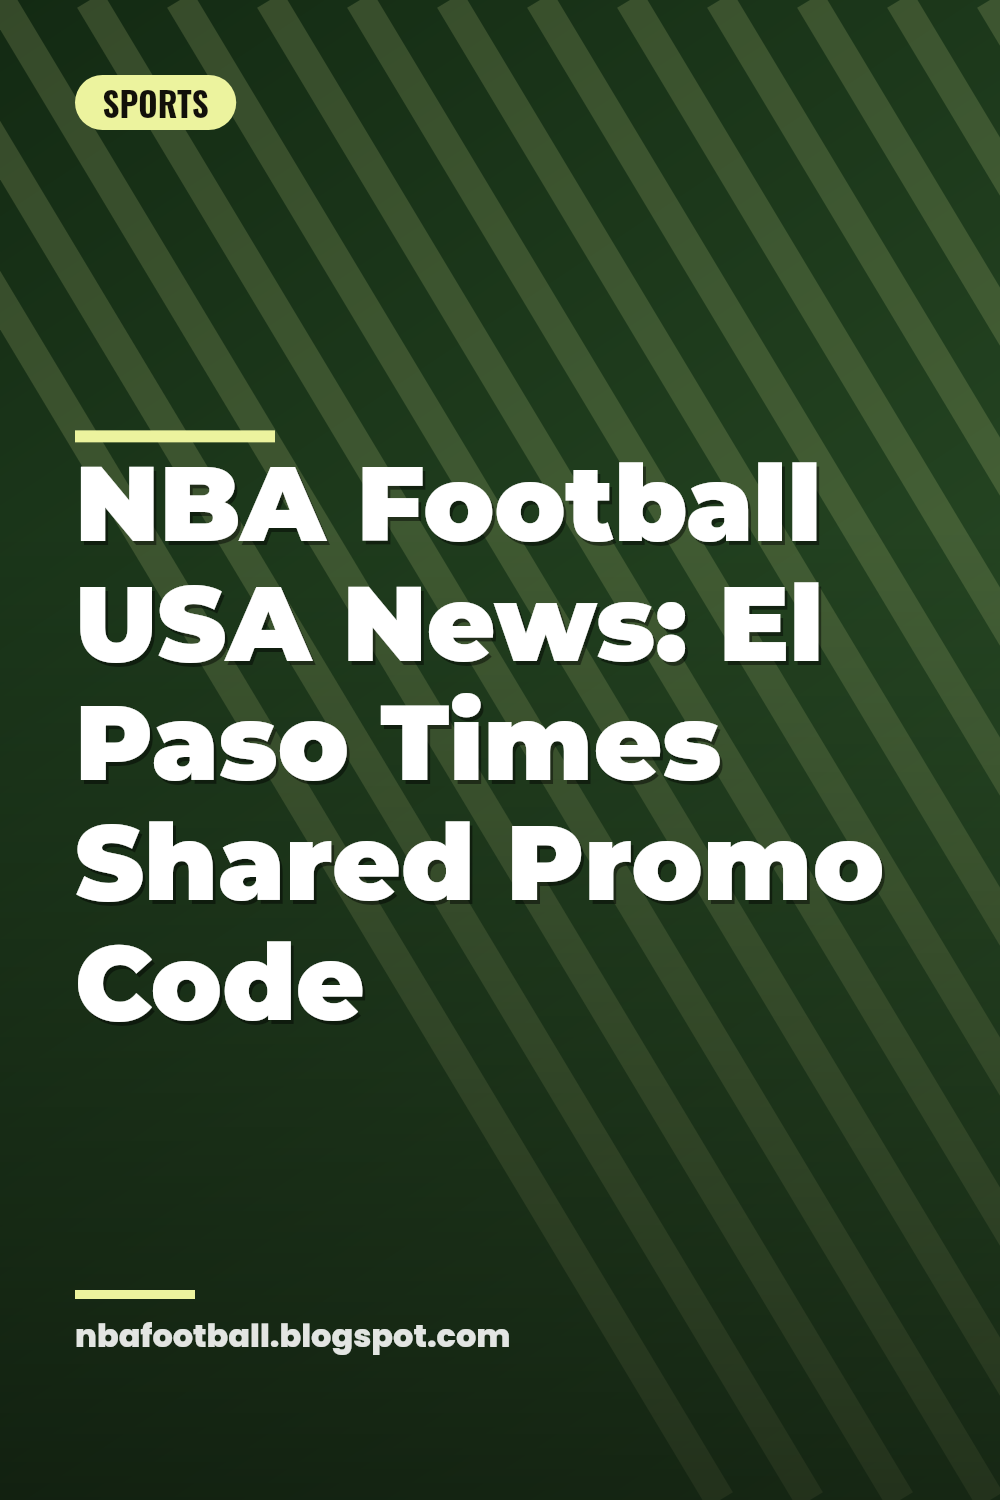 SPORTS
NBA Football
USA News: El
Paso Times
Shared Promo
Code
nbafootball.blogspot.com